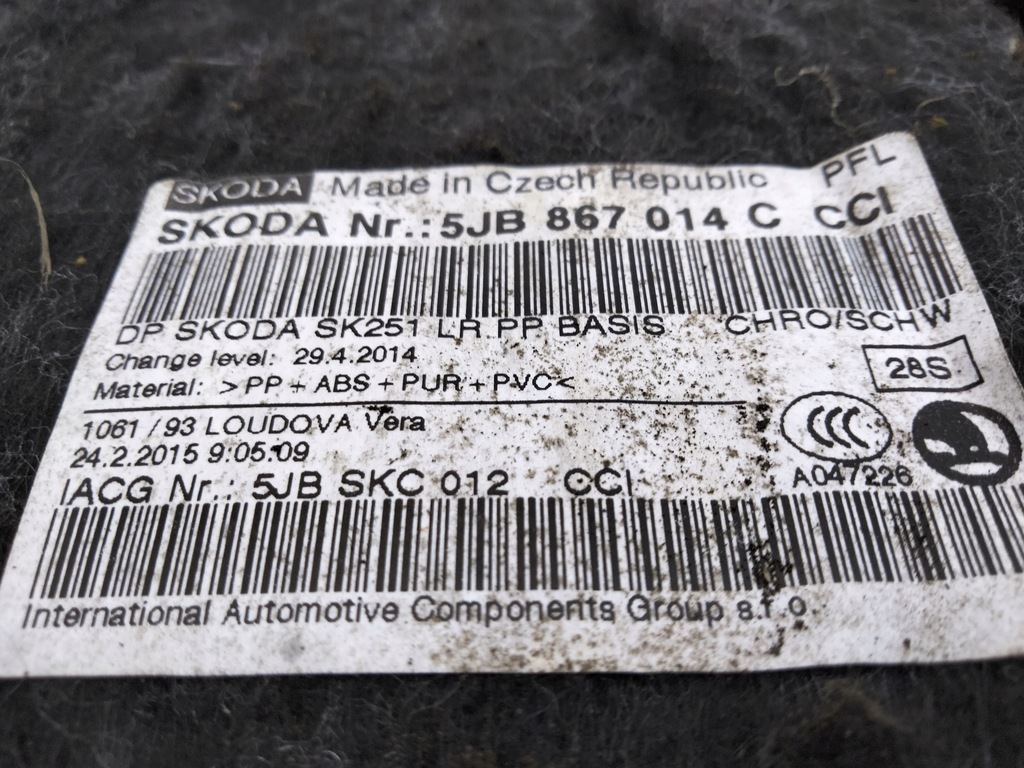 SKODA Made in Czech Republic PFL
SKODA Nr.: 5JB 867 014 C CCI
DP SKODA SK251 LR PP BASIS CHRO/SCHW
Change level: 29.4.2014
Material: >PP+ABS+PUR+PVC<
28S
1061 / 93 LOUDOVA Vera
24.2.2015 9:05:09
CCC
A047226
IACG Nr.: 5JB SKC 012 CCI
International Automotive Components Group s.r.o.